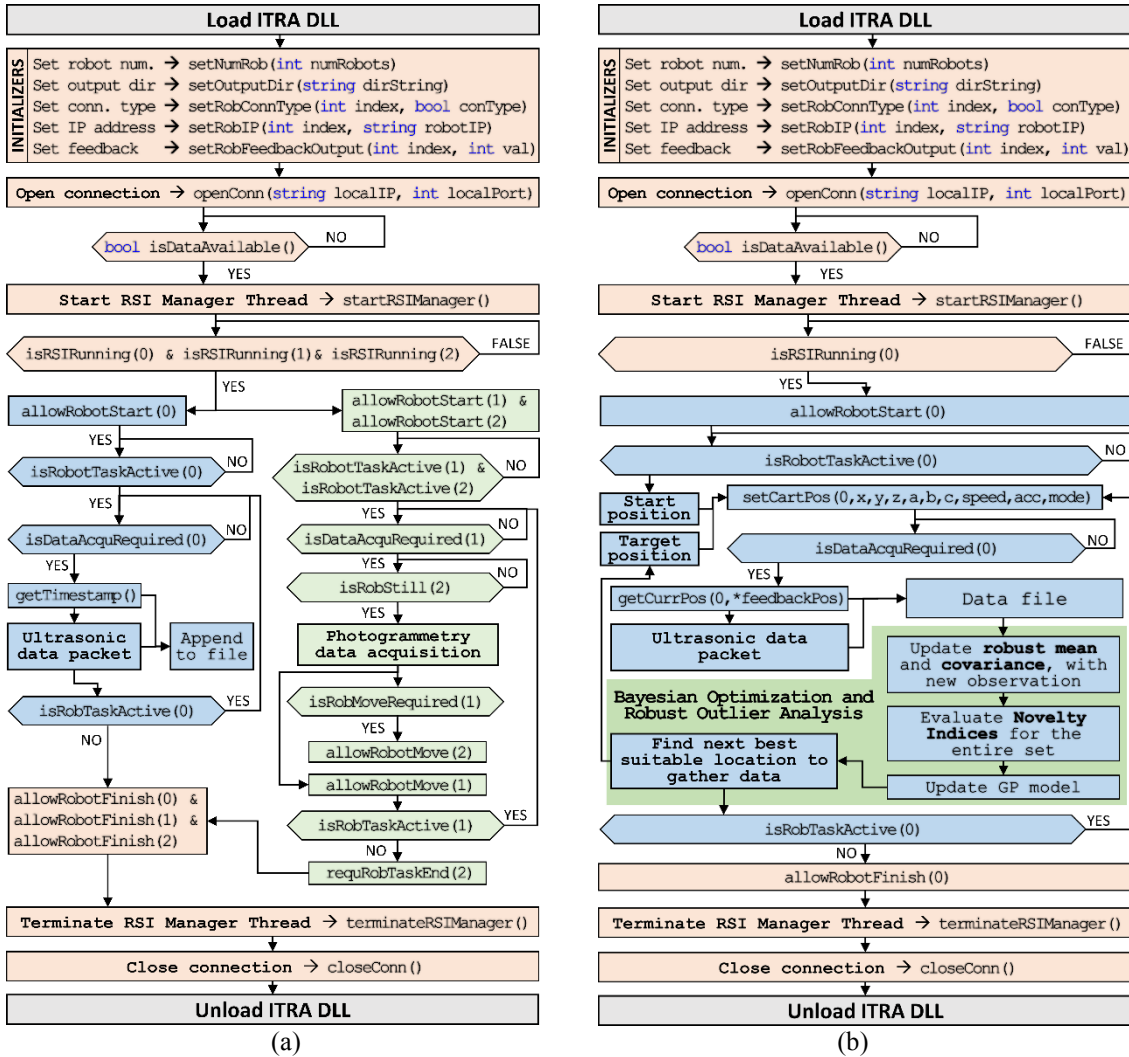 Load ITRA DLL
INITIALIZERS
Set robot num. → setNumRob(int numRobots)
Set output dir → setOutputDir(string dirString)
Set conn. type → setRobConnType(int index, bool conType)
Set IP address → setRobIP(int index, string robotIP)
Set feedback → setRobFeedbackOutput(int index, int val)
Open connection → openConn(string localIP, int localPort)
bool isDataAvailable()
NO
YES
Start RSI Manager Thread → startRSIManager()
isRSIRunning(0) & isRSIRunning(1)& isRSIRunning(2)
FALSE
YES
allowRobotStart(0)
YES
isRobotTaskActive(0)
NO
YES
isDataAcquRequired(0)
NO
YES
getTimestamp()
Ultrasonic
data packet
Append
to file
isRobTaskActive(0)
YES
NO
allowRobotStart(1) &
allowRobotStart(2)
isRobotTaskActive(1) &
isRobotTaskActive(2)
NO
YES
isDataAcquRequired(1)
NO
YES
isRobStill(2)
NO
YES
Photogrammetry
data acquisition
isRobMoveRequired(1)
YES
allowRobotMove(2)
allowRobotMove(1)
isRobTaskActive(1)
YES
NO
requRobTaskEnd(2)
allowRobotFinish(0) &
allowRobotFinish(1) &
allowRobotFinish(2)
Terminate RSI Manager Thread → terminateRSIManager()
Close connection → closeConn()
Unload ITRA DLL
(a)
Load ITRA DLL
INITIALIZERS
Set robot num. → setNumRob(int numRobots)
Set output dir → setOutputDir(string dirString)
Set conn. type → setRobConnType(int index, bool conType)
Set IP address → setRobIP(int index, string robotIP)
Set feedback → setRobFeedbackOutput(int index, int val)
Open connection → openConn(string localIP, int localPort)
bool isDataAvailable()
NO
YES
Start RSI Manager Thread → startRSIManager()
isRSIRunning(0)
FALSE
YES
allowRobotStart(0)
isRobotTaskActive(0)
NO
Start
position
setCartPos(0,x,y,z,a,b,c,speed,acc,mode)
Target
position
isDataAcquRequired(0)
NO
YES
getCurrPos(0,*feedbackPos)
Data file
Ultrasonic data
packet
Update robust mean
and covariance, with
new observation
Bayesian Optimization and
Robust Outlier Analysis
Evaluate Novelty
Indices for the
entire set
Find next best
suitable location to
gather data
Update GP model
isRobTaskActive(0)
YES
NO
allowRobotFinish(0)
Terminate RSI Manager Thread → terminateRSIManager()
Close connection → closeConn()
Unload ITRA DLL
(b)